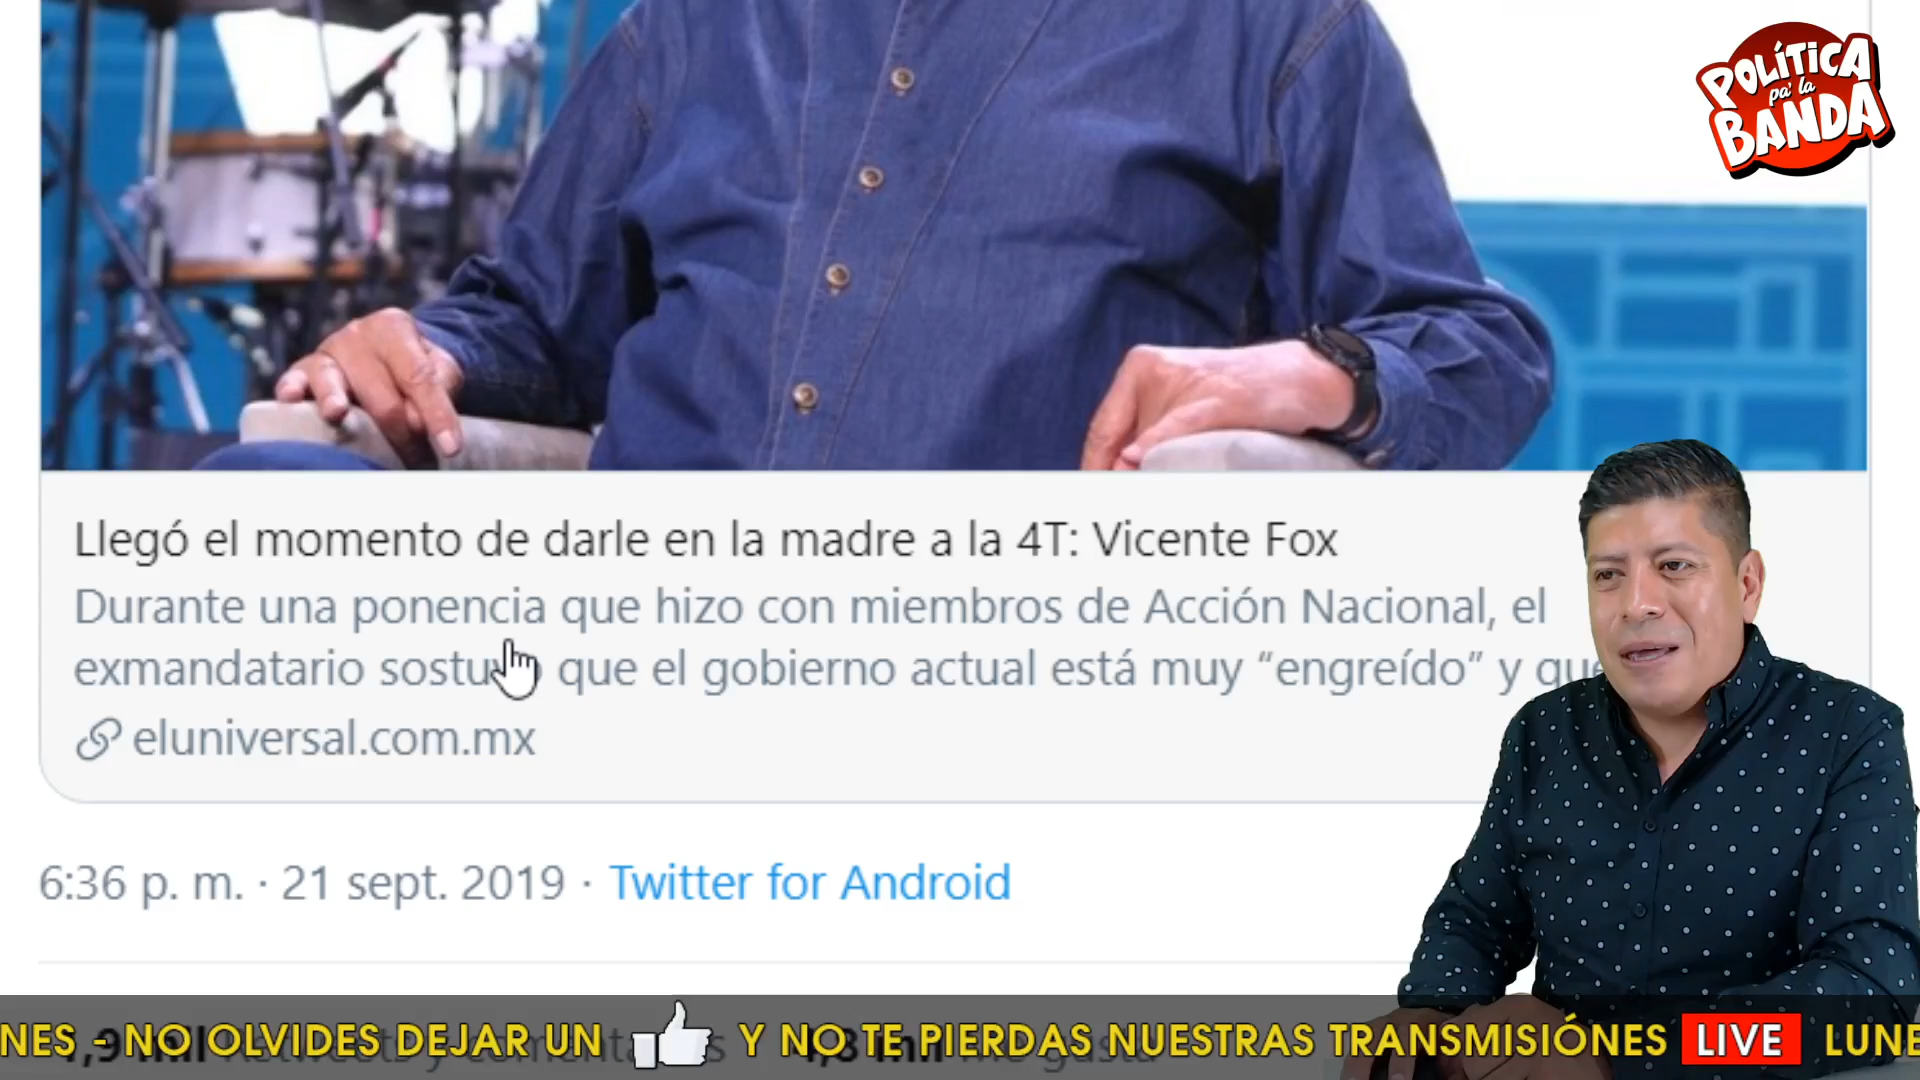 POLÍTICA
pa' la
BANDA
Llegó el momento de darle en la madre a la 4T: Vicente Fox
Durante una ponencia que hizo con miembros de Acción Nacional, el
exmandatario sostuvo que el gobierno actual está muy “engreído” y que
eluniversal.com.mx
6:36 p. m. · 21 sept. 2019 · Twitter for Android
NES - NO OLVIDES DEJAR UN Y NO TE PIERDAS NUESTRAS TRANSMISIÓNES LIVE LUNE